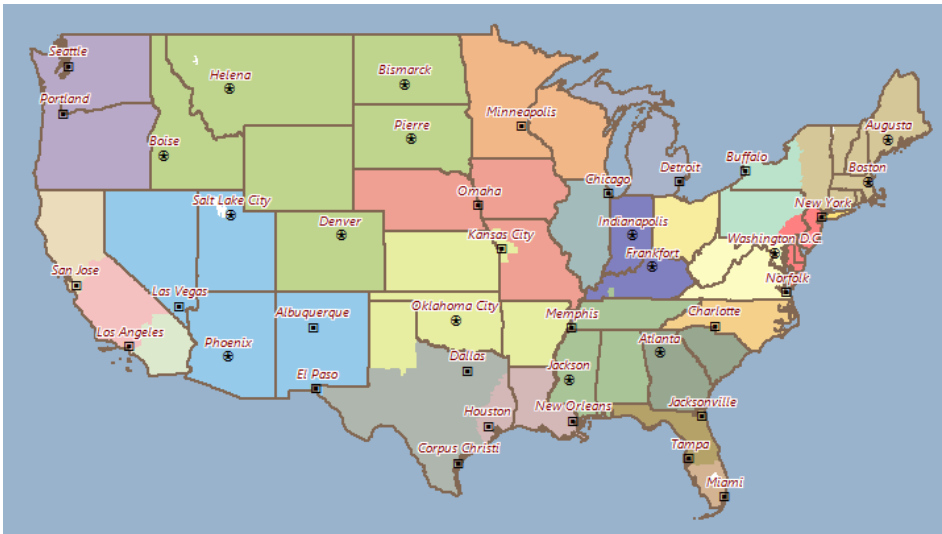 Seattle
Helena
Bismarck
Portland
Minneapolis
Pierre
Augusta
Boise
Buffalo
Detroit
Boston
Chicago
Omaha
Salt Lake City
New York
Denver
Indianapolis
Kansas City
Washington D.C.
Frankfort
San Jose
Norfolk
Las Vegas
Oklahoma City
Albuquerque
Memphis
Charlotte
Los Angeles
Phoenix
Atlanta
Dallas
Jackson
El Paso
Jacksonville
New Orleans
Houston
Tampa
Corpus Christi
Miami